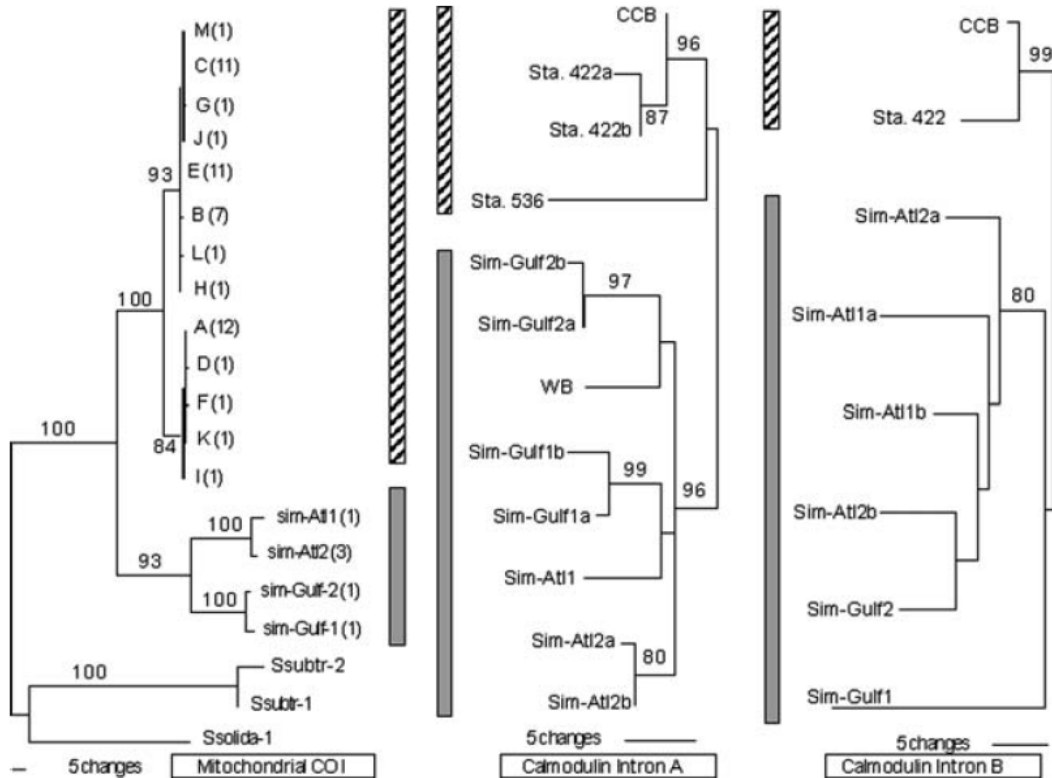 M(1)
C(11)
G(1)
J(1)
93
E(11)
B(7)
L(1)
H(1)
100
A(12)
D(1)
F(1)
K(1)
84
I(1)
100
sim-Atl1(1)
100
sim-Atl2(3)
93
sim-Gulf-2(1)
100
sim-Gulf-1(1)
100
Ssubtr-2
Ssubtr-1
Ssolida-1
5 changes
Mitochondrial COI
CCB
96
Sta. 422a
87
Sta. 422b
Sta. 536
Sim-Gulf2b
97
Sim-Gulf2a
WB
Sim-Gulf1b
99
96
Sim-Gulf1a
Sim-Atl1
Sim-Atl2a
80
Sim-Atl2b
5 changes
Calmodulin Intron A
CCB
99
Sta. 422
Sim-Atl2a
80
Sim-Atl1a
Sim-Atl1b
Sim-Atl2b
Sim-Gulf2
Sim-Gulf1
5 changes
Calmodulin Intron B